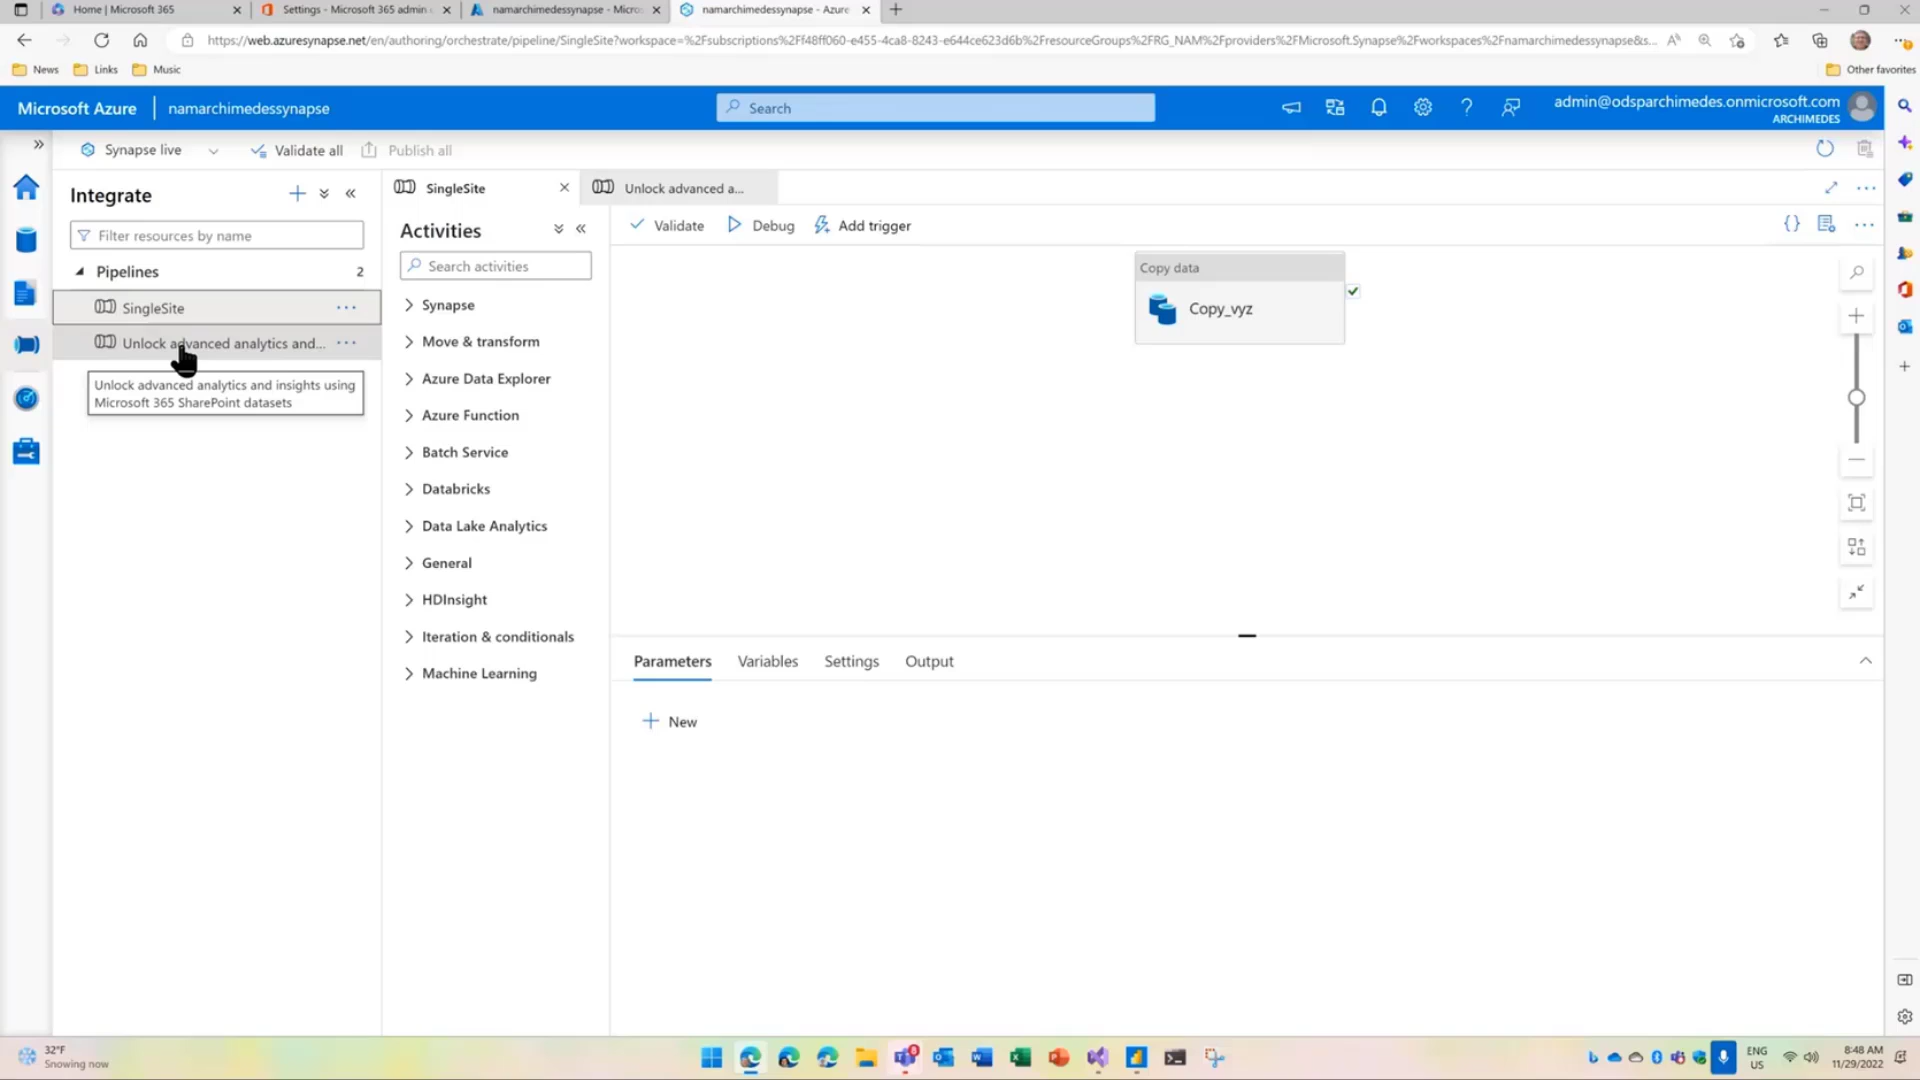 Home | Microsoft 365
Settings - Microsoft 365 admin
namarchimedessynapse - Micro
namarchimedessynapse - Azure
https://web.azuresynapse.net/en/authoring/orchestrate/pipeline/SingleSite?workspace=%2Fsubscriptions%2Ff48ff060-e455-4ca8-8243-e644ce623d6b%2FresourceGroups%2FRG_NAM%2Fproviders%2FMicrosoft.Synapse%2Fworkspaces%2Fnamarchimedessynapse&s...
News
Links
Music
Other favorites
Microsoft Azure
namarchimedessynapse
Search
admin@odsparchimedes.onmicrosoft.com
ARCHIMEDES
Synapse live
Validate all
Publish all
Integrate
Filter resources by name
Pipelines
2
SingleSite
Unlock advanced analytics and...
Unlock advanced analytics and insights using
Microsoft 365 SharePoint datasets
SingleSite
Unlock advanced a...
Activities
Search activities
Synapse
Move & transform
Azure Data Explorer
Azure Function
Batch Service
Databricks
Data Lake Analytics
General
HDInsight
Iteration & conditionals
Machine Learning
Validate
Debug
Add trigger
Copy data
Copy_vyz
Parameters
Variables
Settings
Output
New
32°F
Snowing now
ENG
US
8:48 AM
11/29/2022